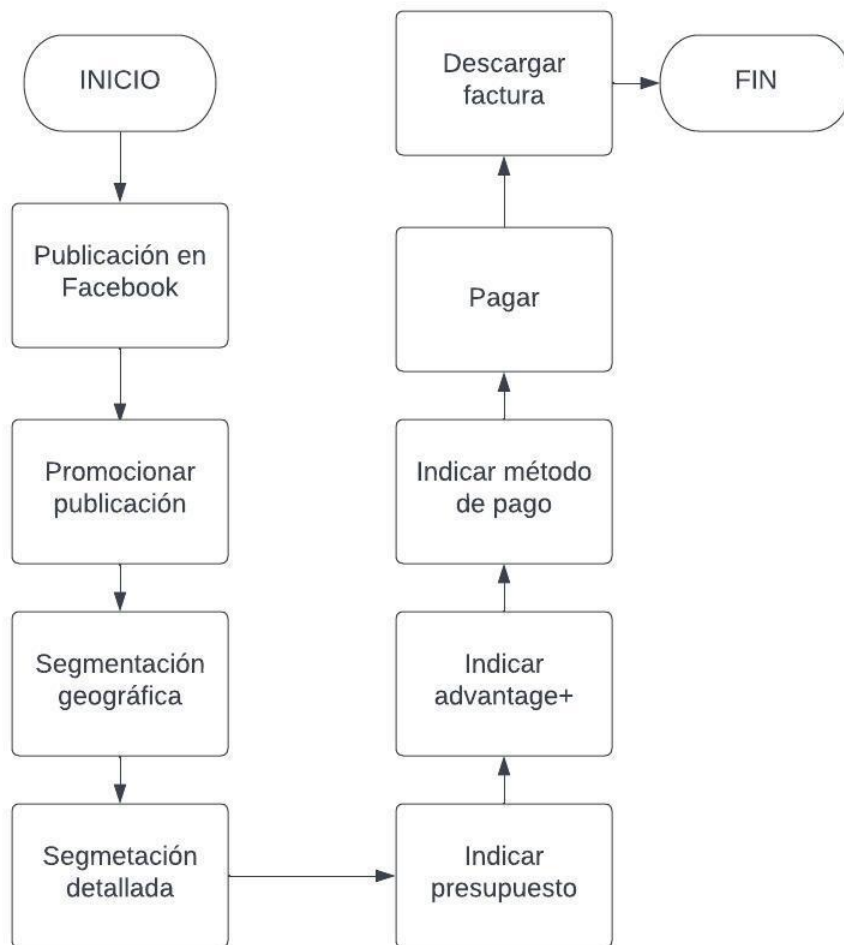 INICIO
Publicación en
Facebook
Promocionar
publicación
Segmentación
geográfica
Segmetación
detallada
Indicar
presupuesto
Indicar
advantage+
Indicar método
de pago
Pagar
Descargar
factura
FIN